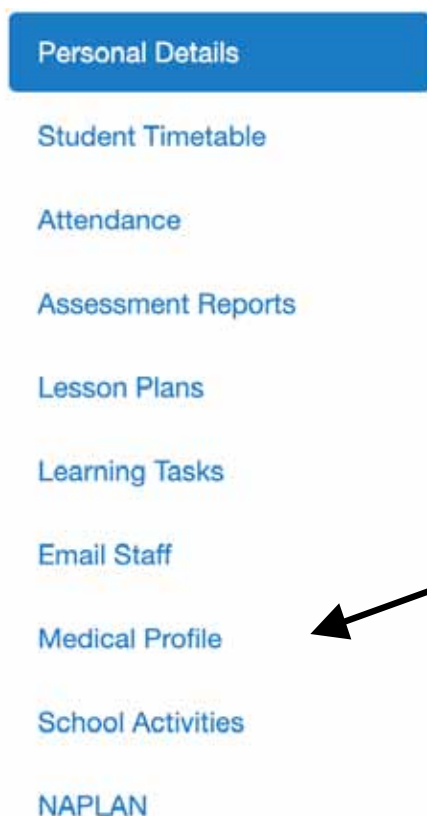 Personal Details
Student Timetable
Attendance
Assessment Reports
Lesson Plans
Learning Tasks
Email Staff
Medical Profile
School Activities
NAPLAN